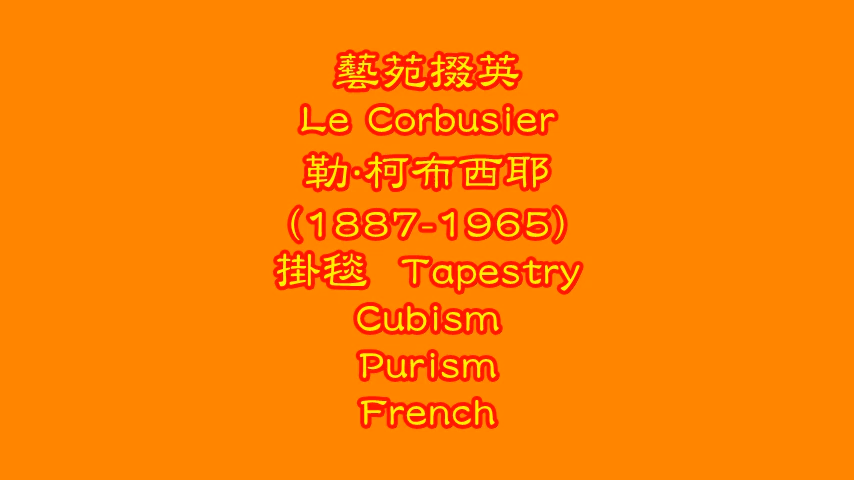 藝苑掇英
Le Corbusier
勒·柯布西耶
(1887-1965)
掛毯 Tapestry
Cubism
Purism
French